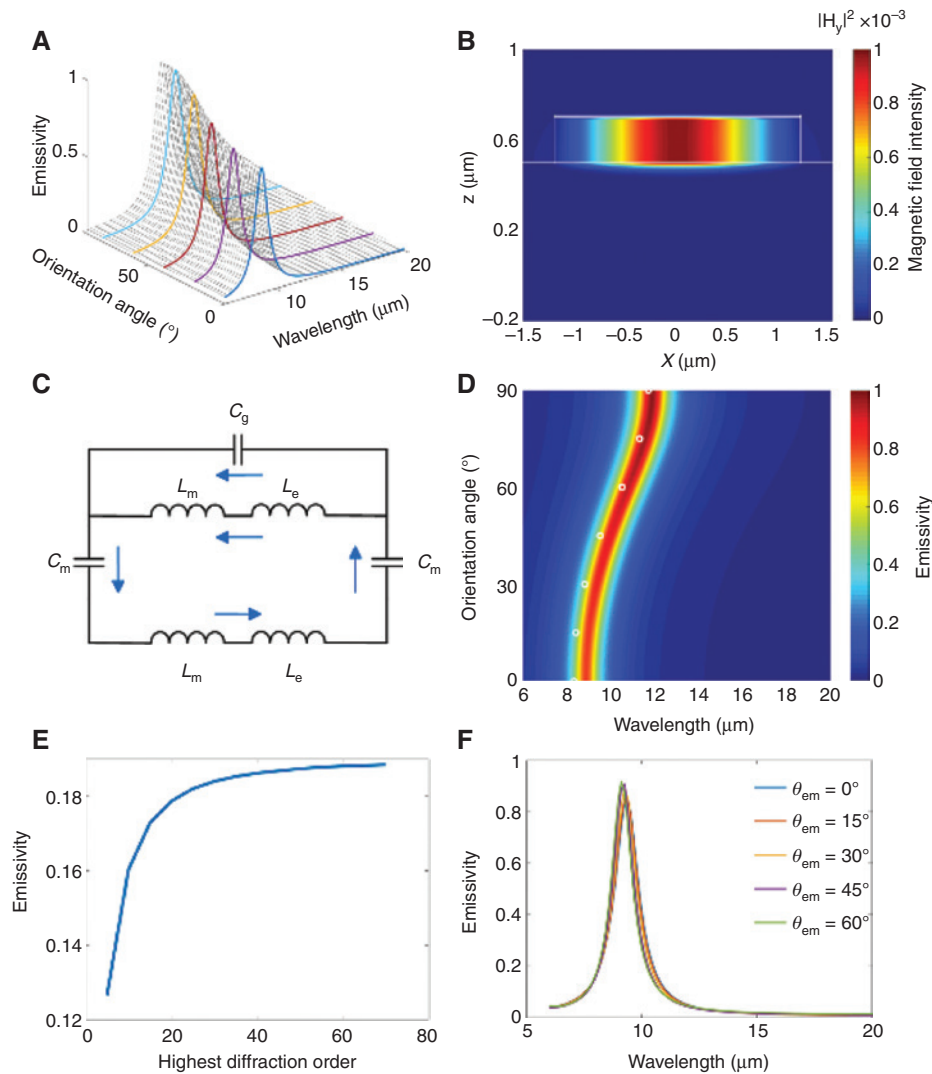 A
1
0.5
0
Emissivity
Orientation angle (°)
50
0
10
15
20
Wavelength (μm)
B
|Hy|² ×10⁻³
1
0.6
0.2
−0.2
z (μm)
−1.5
−1
−0.5
0
0.5
1
1.5
X (μm)
1
0.8
0.6
0.4
0.2
0
Magnetic field intensity
C
Cg
Lm Le
Cm Cm
Lm Le
D
90
60
30
0
Orientation angle (°)
6 8 10 12 14 16 18 20
Wavelength (μm)
1
0.8
0.6
0.4
0.2
0
Emissivity
E
0.18
0.16
0.14
0.12
Emissivity
0 20 40 60 80
Highest diffraction order
F
1
0.8
0.6
0.4
0.2
0
Emissivity
5 10 15 20
Wavelength (μm)
θem = 0°
θem = 15°
θem = 30°
θem = 45°
θem = 60°